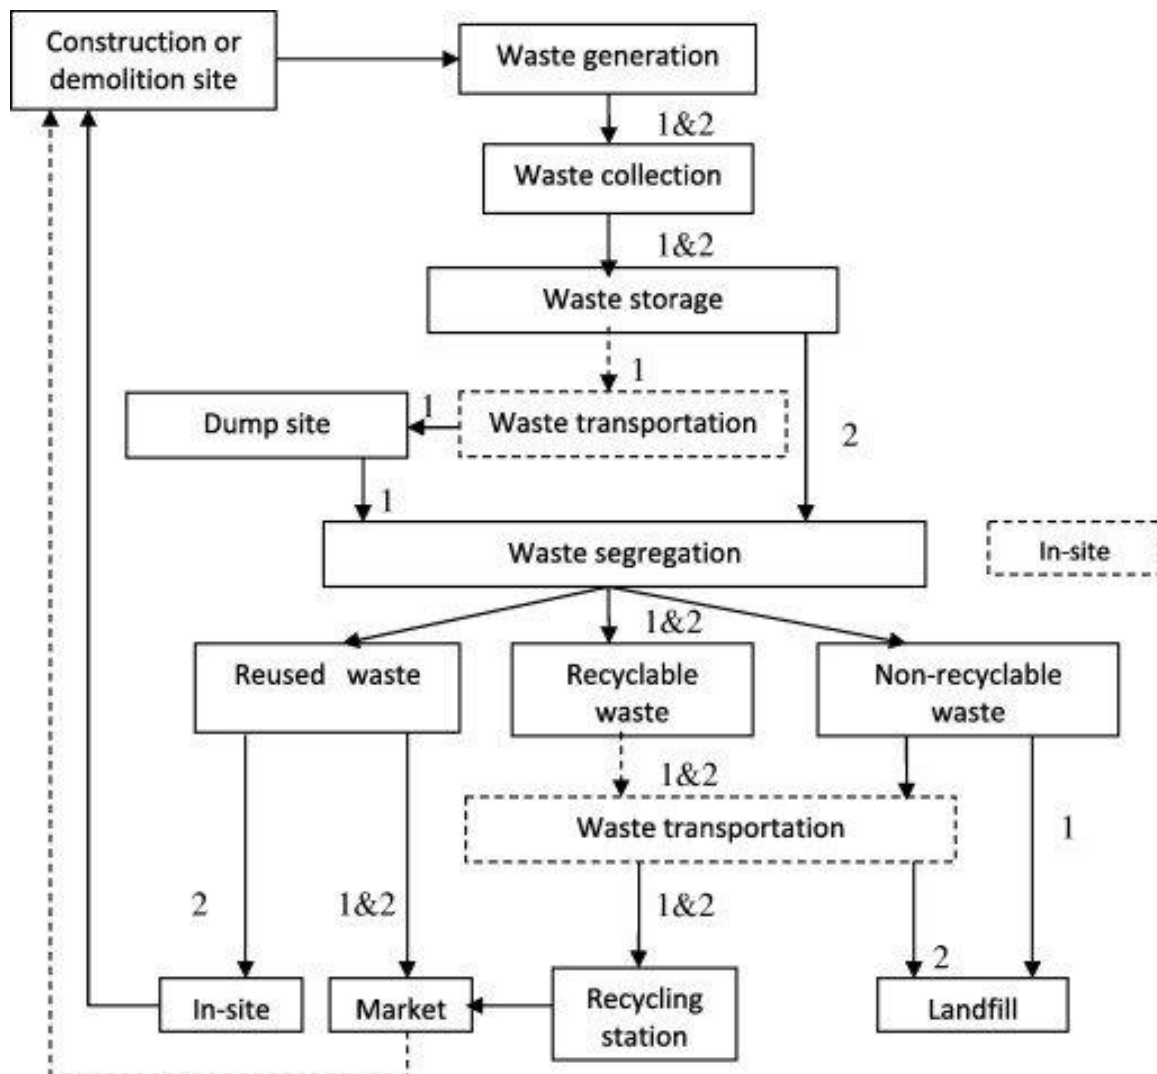 Construction or
demolition site
Waste generation
1&2
Waste collection
1&2
Waste storage
1
Dump site
1
Waste transportation
2
1
Waste segregation
In-site
1&2
Reused waste
Recyclable
waste
Non-recyclable
waste
1&2
Waste transportation
1
2
1&2
1&2
2
In-site
Market
Recycling
station
Landfill